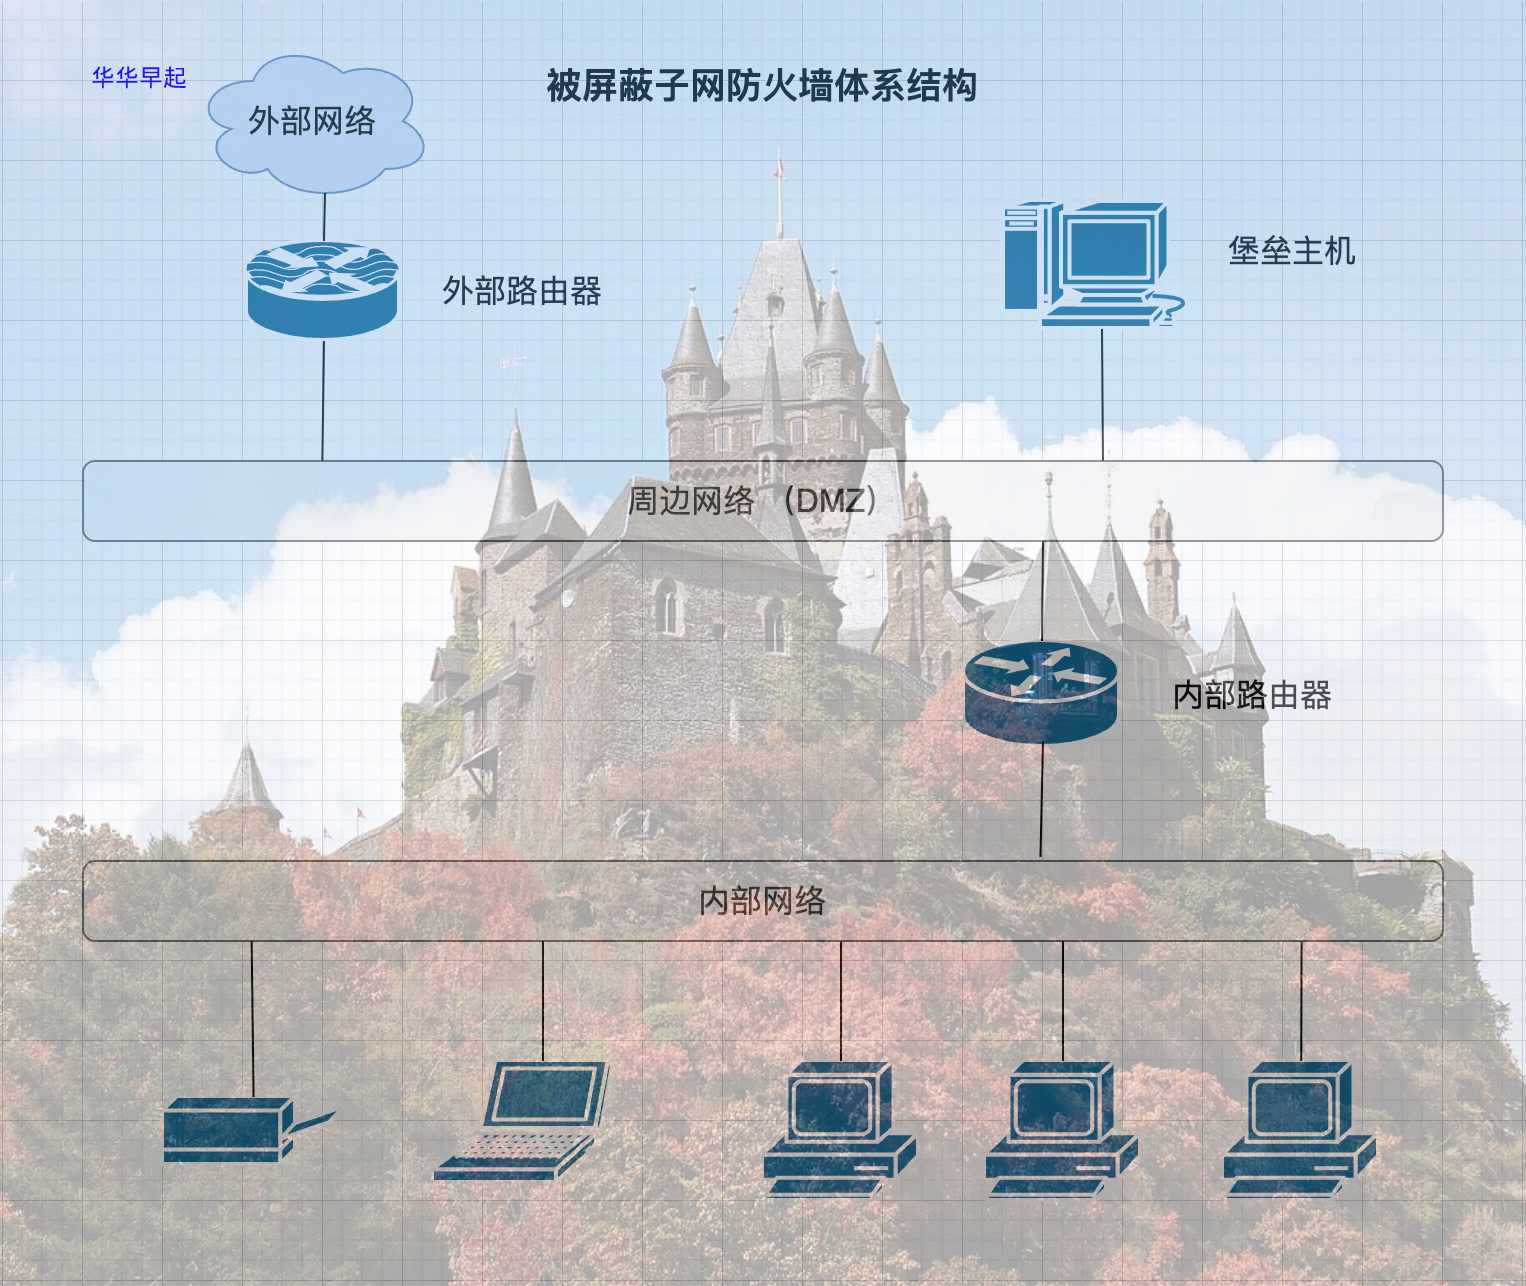 华华早起
被屏蔽子网防火墙体系结构
外部网络
堡垒主机
外部路由器
周边网络 （DMZ）
内部路由器
内部网络